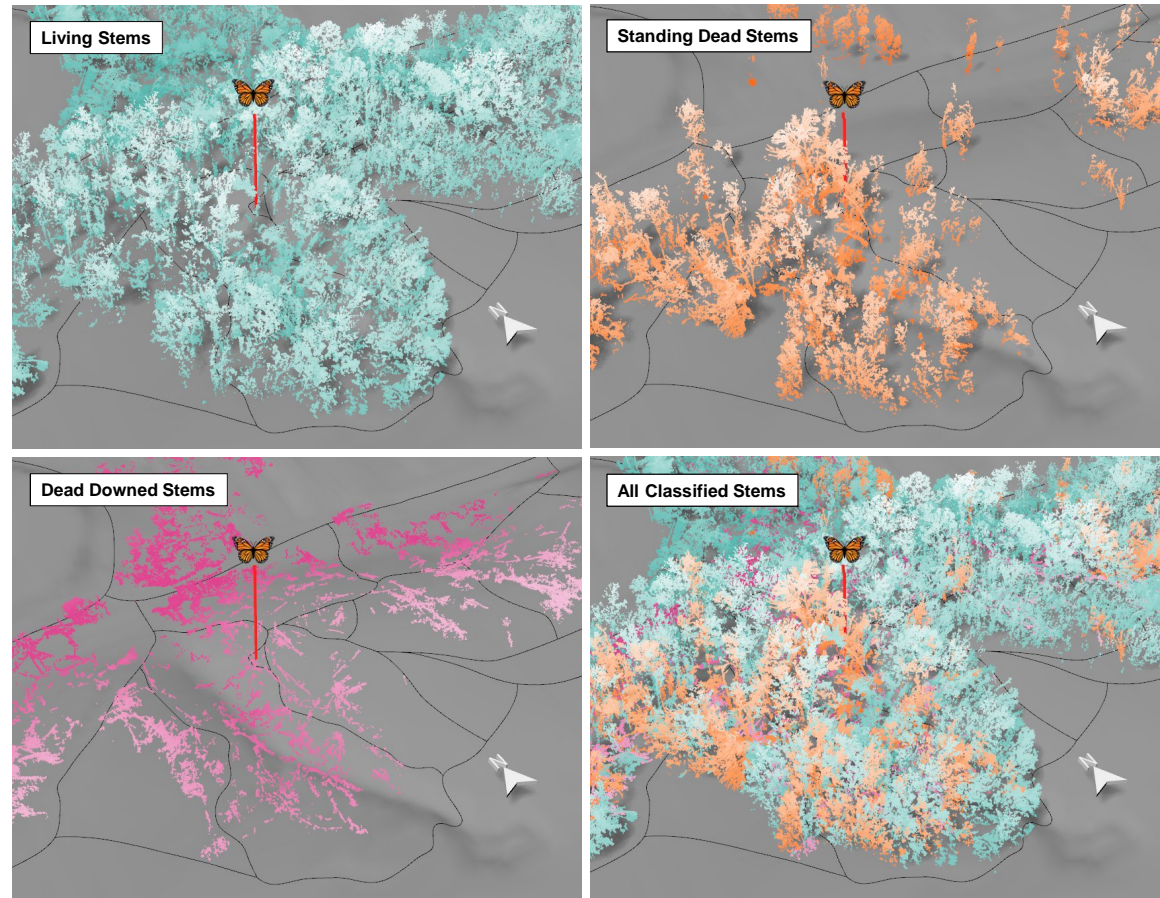 Living Stems
Standing Dead Stems
N
N
Dead Downed Stems
All Classified Stems
N
N